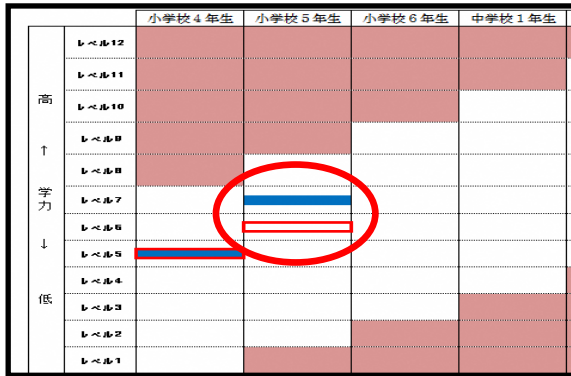 小学校４年生 小学校５年生 小学校６年生 中学校１年生
レベル12
レベル11
高 レベル10
レベル9
↑ レベル8
学力 レベル7
レベル6
↓ レベル5
レベル4
低 レベル3
レベル2
レベル1